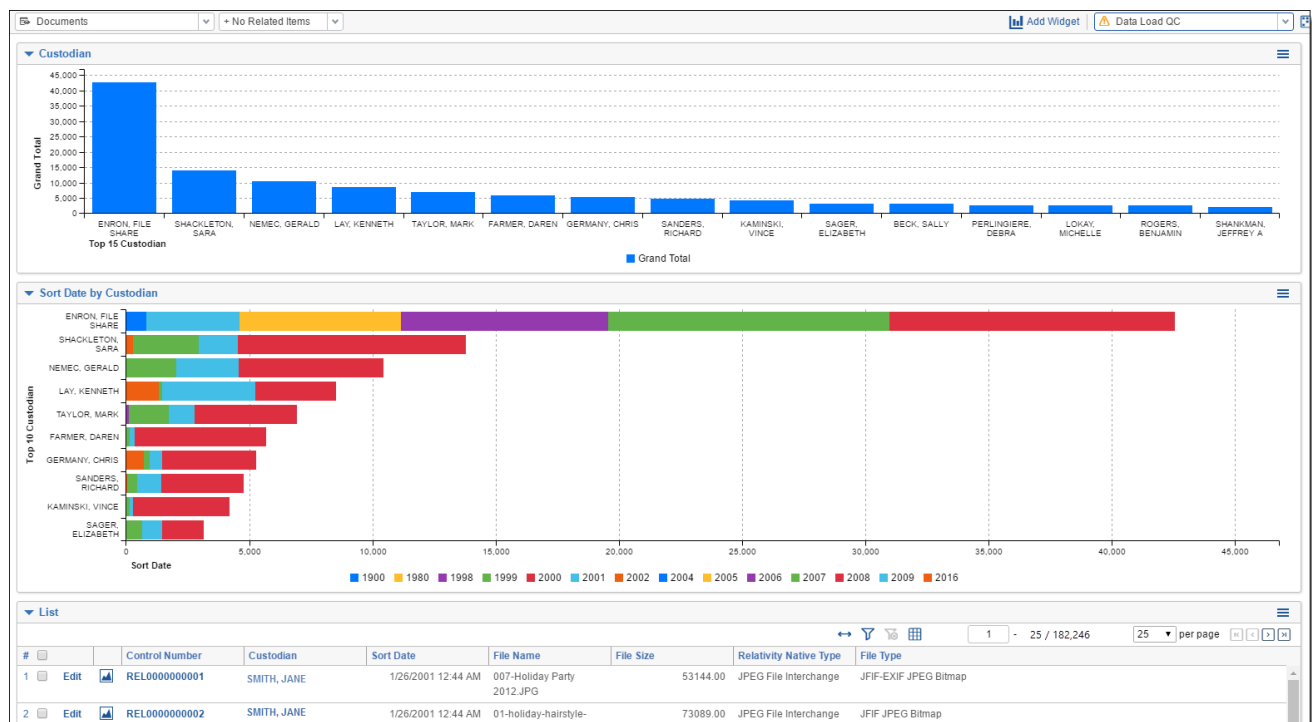 Documents + No Related Items Add Widget Data Load QC
Custodian
45,000
40,000
35,000
30,000
25,000
20,000
15,000
10,000
5,000
0
Grand Total
ENRON, FILE SHARE
SHACKLETON, SARA
NEMEC, GERALD
LAY, KENNETH
TAYLOR, MARK
FARMER, DAREN
GERMANY, CHRIS
SANDERS, RICHARD
KAMINSKI, VINCE
SAGER, ELIZABETH
BECK, SALLY
PERLINGIERE, DEBRA
LOKAY, MICHELLE
ROGERS, BENJAMIN
SHANKMAN, JEFFREY A
Top 15 Custodian
Grand Total
Sort Date by Custodian
Top 10 Custodian
ENRON, FILE
SHARE
SHACKLETON,
SARA
NEMEC, GERALD
LAY, KENNETH
TAYLOR, MARK
FARMER, DAREN
GERMANY, CHRIS
SANDERS,
RICHARD
KAMINSKI, VINCE
SAGER,
ELIZABETH
0 5,000 10,000 15,000 20,000 25,000 30,000 35,000 40,000 45,000
Sort Date
1900 1980 1998 1999 2000 2001 2002 2004 2005 2006 2007 2008 2009 2016
List
1 - 25 / 182,246 25 per page
# Control Number Custodian Sort Date File Name File Size Relativity Native Type File Type
1 Edit REL0000000001 SMITH, JANE 1/26/2001 12:44 AM 007-Holiday Party 53144.00 JPEG File Interchange JFIF-EXIF JPEG Bitmap
2012.JPG
2 Edit REL0000000002 SMITH, JANE 1/26/2001 12:44 AM 01-holiday-hairstyle- 73089.00 JPEG File Interchange JFIF JPEG Bitmap